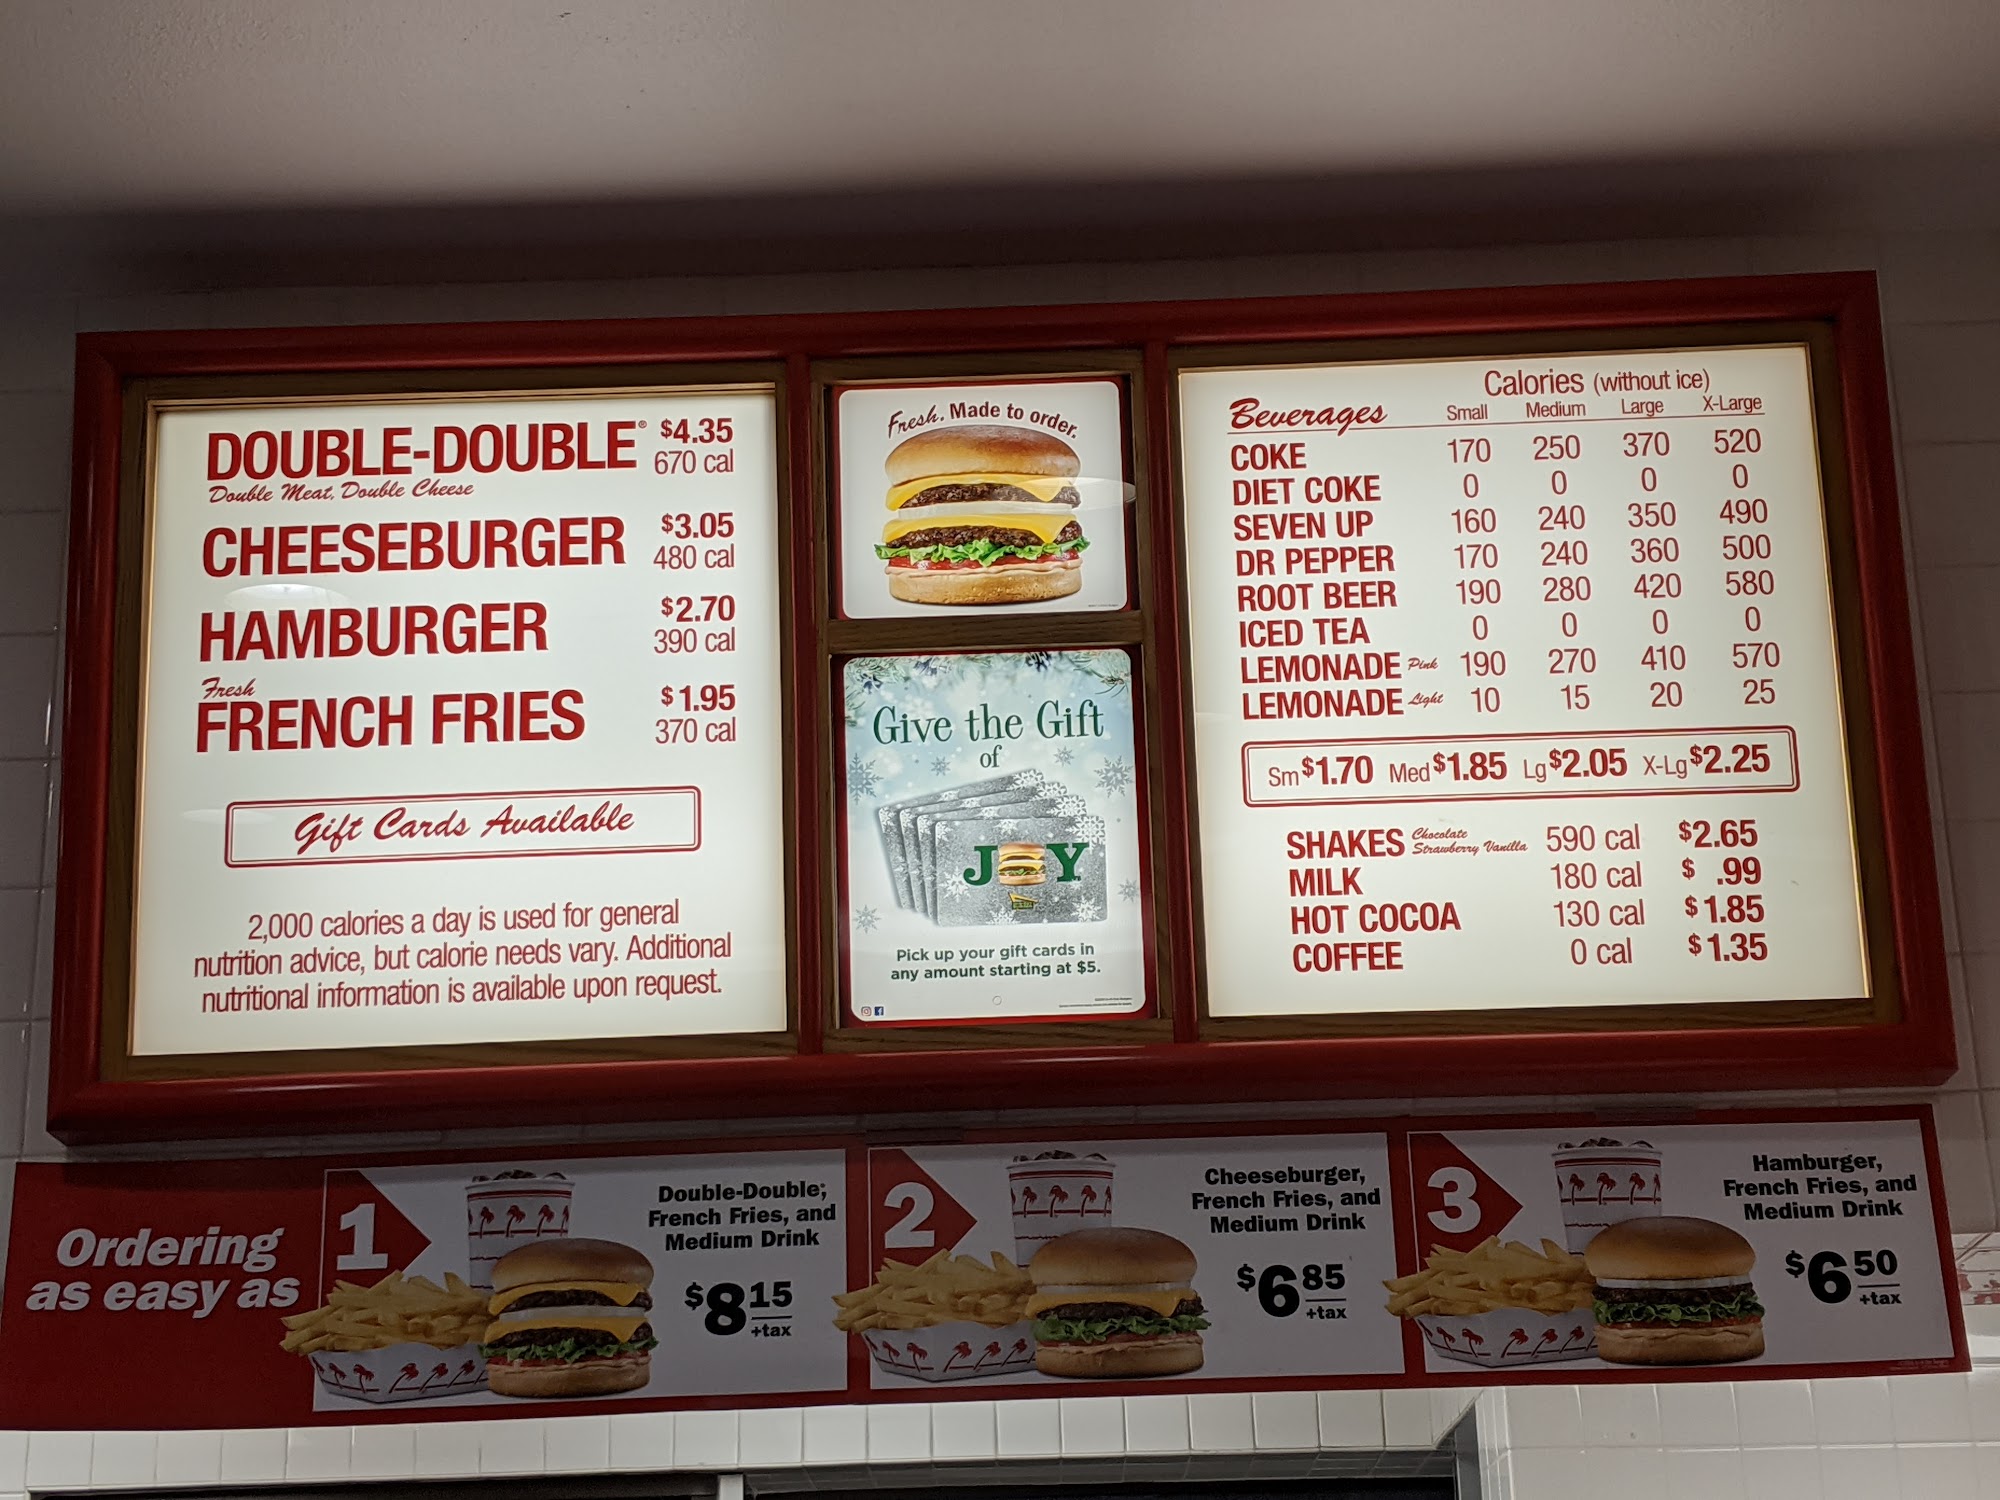 DOUBLE-DOUBLE® $4.35
670 cal
Double Meat, Double Cheese
CHEESEBURGER $3.05
480 cal
HAMBURGER $2.70
390 cal
Fresh
FRENCH FRIES $1.95
370 cal
Gift Cards Available
2,000 calories a day is used for general
nutrition advice, but calorie needs vary. Additional
nutritional information is available upon request.
Fresh. Made to order.
Give the Gift
of
JOY
Pick up your gift cards in
any amount starting at $5.
Calories (without ice)
Beverages Small Medium Large X-Large
COKE 170 250 370 520
DIET COKE 0 0 0 0
SEVEN UP 160 240 350 490
DR PEPPER 170 240 360 500
ROOT BEER 190 280 420 580
ICED TEA 0 0 0 0
LEMONADE Pink 190 270 410 570
LEMONADE Light 10 15 20 25
Sm $1.70 Med $1.85 Lg $2.05 X-Lg $2.25
SHAKES Chocolate Strawberry Vanilla 590 cal $2.65
MILK 180 cal $ .99
HOT COCOA 130 cal $1.85
COFFEE 0 cal $1.35
Ordering
as easy as
1
Double-Double,
French Fries, and
Medium Drink
$8 15
+tax
2
Cheeseburger,
French Fries, and
Medium Drink
$6 85
+tax
3
Hamburger,
French Fries, and
Medium Drink
$6 50
+tax